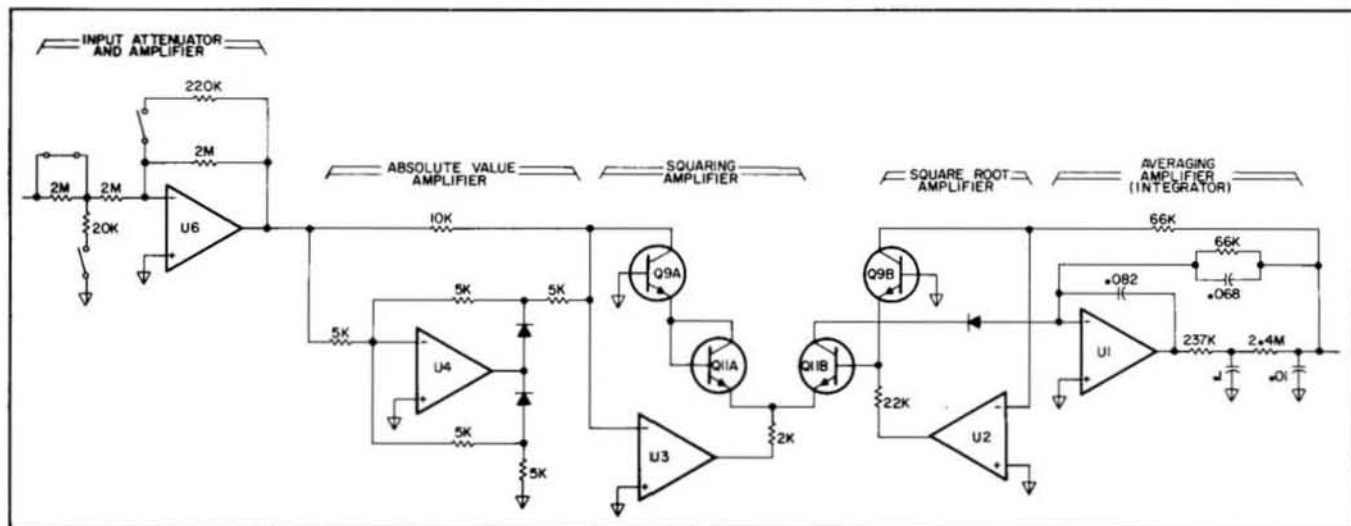 INPUT ATTENUATOR
AND AMPLIFIER
220K
2M
2M
2M
20K
U6
ABSOLUTE VALUE
AMPLIFIER
10K
5K
5K
5K
U4
5K
5K
SQUARING
AMPLIFIER
Q9A
Q11A
U3
2K
SQUARE ROOT
AMPLIFIER
Q9B
Q11B
22K
U2
AVERAGING
AMPLIFIER
(INTEGRATOR)
66K
66K
.068
.082
U1
237K
2.4M
.1
.01